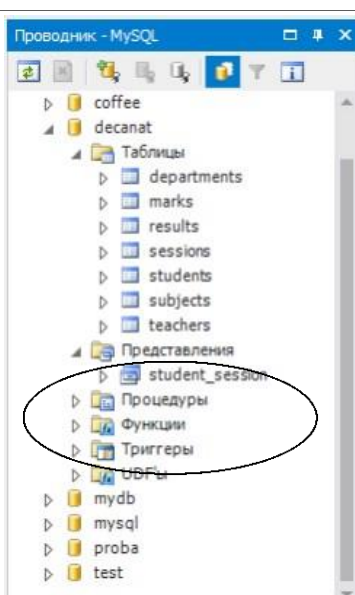 Проводник - MySQL
coffee
decanat
Таблицы
departments
marks
results
sessions
students
subjects
teachers
Представления
student_session
Процедуры
Функции
Триггеры
UDF'ы
mydb
mysql
proba
test